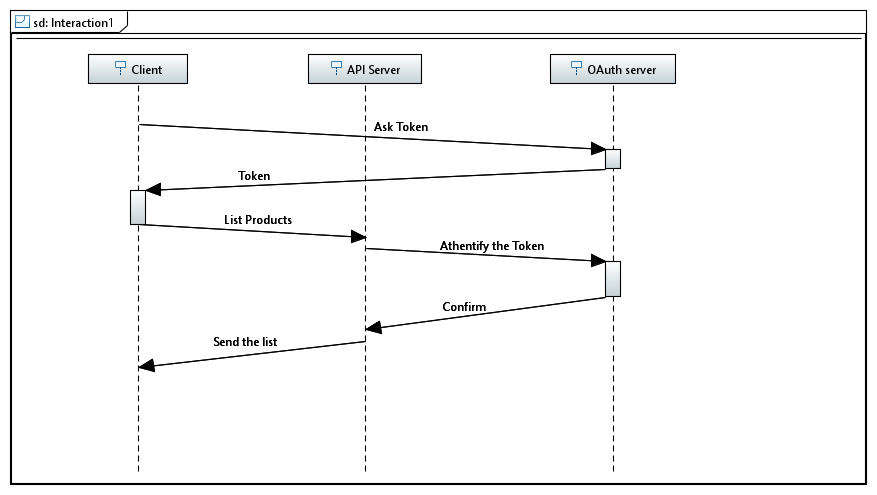 sd: Interaction1
Client
API Server
OAuth server
Ask Token
Token
List Products
Athentify the Token
Confirm
Send the list